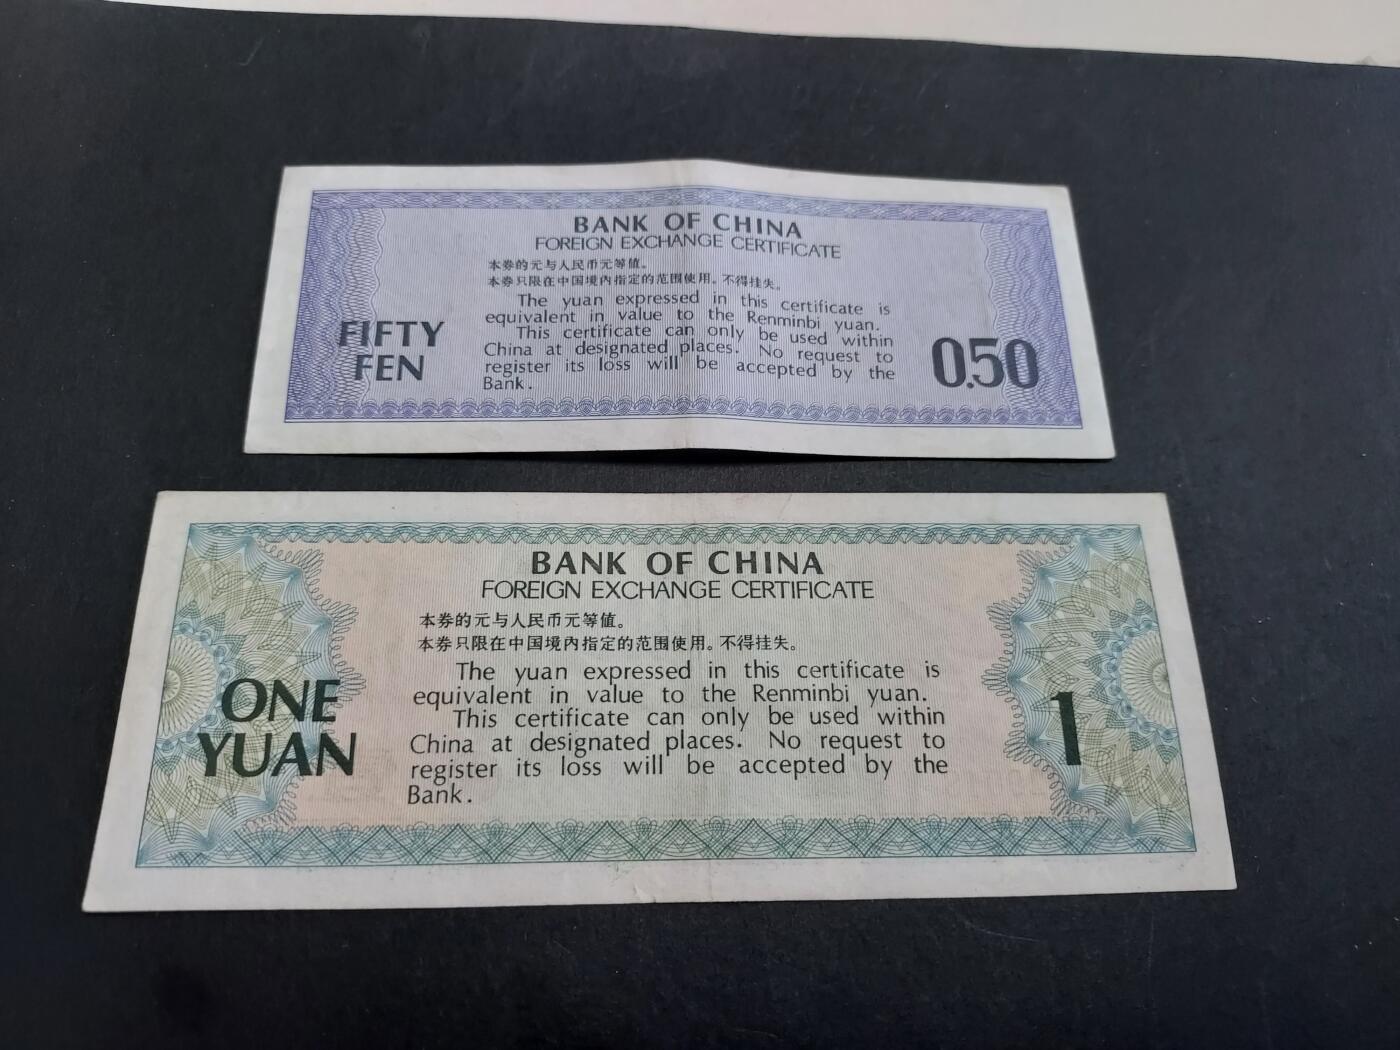 BANK OF CHINA
FOREIGN EXCHANGE CERTIFICATE
本券的元与人民币元等值。
本券只限在中国境内指定的范围使用。不得挂失。
The yuan expressed in this certificate is
equivalent in value to the Renminbi yuan.
This certificate can only be used within
China at designated places. No request to
register its loss will be accepted by the
Bank.
FIFTY
FEN
0.50
BANK OF CHINA
FOREIGN EXCHANGE CERTIFICATE
本券的元与人民币元等值。
本券只限在中国境内指定的范围使用。不得挂失。
The yuan expressed in this certificate is
equivalent in value to the Renminbi yuan.
This certificate can only be used within
China at designated places. No request to
register its loss will be accepted by the
Bank.
ONE
YUAN
1